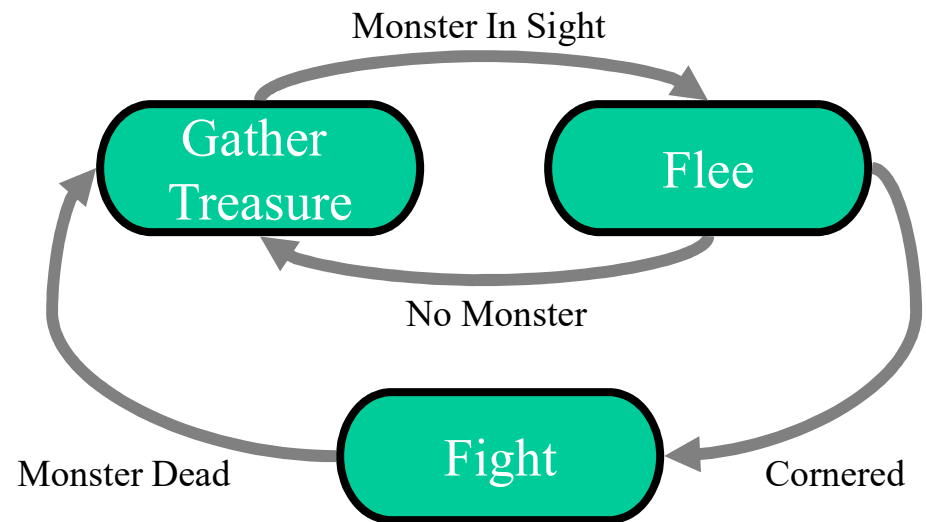 Monster In Sight
Gather
Treasure
Flee
No Monster
Fight
Monster Dead
Cornered